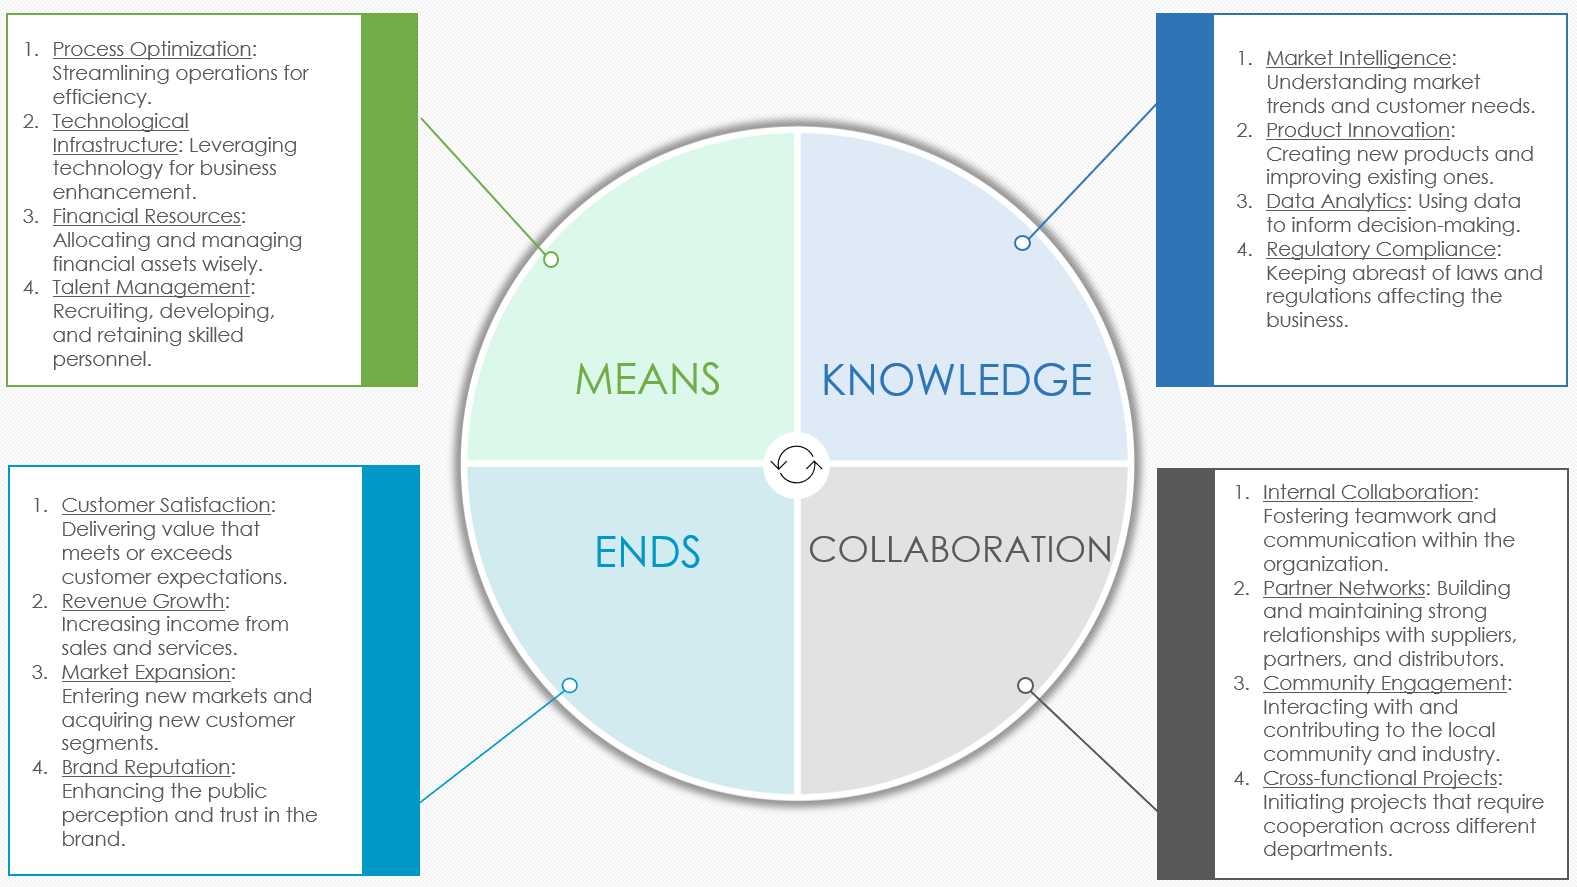 1. Process Optimization:
Streamlining operations for
efficiency.
2. Technological
Infrastructure: Leveraging
technology for business
enhancement.
3. Financial Resources:
Allocating and managing
financial assets wisely.
4. Talent Management:
Recruiting, developing,
and retaining skilled
personnel.
1. Market Intelligence:
Understanding market
trends and customer needs.
2. Product Innovation:
Creating new products and
improving existing ones.
3. Data Analytics: Using data
to inform decision-making.
4. Regulatory Compliance:
Keeping abreast of laws and
regulations affecting the
business.
MEANS
KNOWLEDGE
ENDS
COLLABORATION
1. Customer Satisfaction:
Delivering value that
meets or exceeds
customer expectations.
2. Revenue Growth:
Increasing income from
sales and services.
3. Market Expansion:
Entering new markets and
acquiring new customer
segments.
4. Brand Reputation:
Enhancing the public
perception and trust in the
brand.
1. Internal Collaboration:
Fostering teamwork and
communication within the
organization.
2. Partner Networks: Building
and maintaining strong
relationships with suppliers,
partners, and distributors.
3. Community Engagement:
Interacting with and
contributing to the local
community and industry.
4. Cross-functional Projects:
Initiating projects that require
cooperation across different
departments.